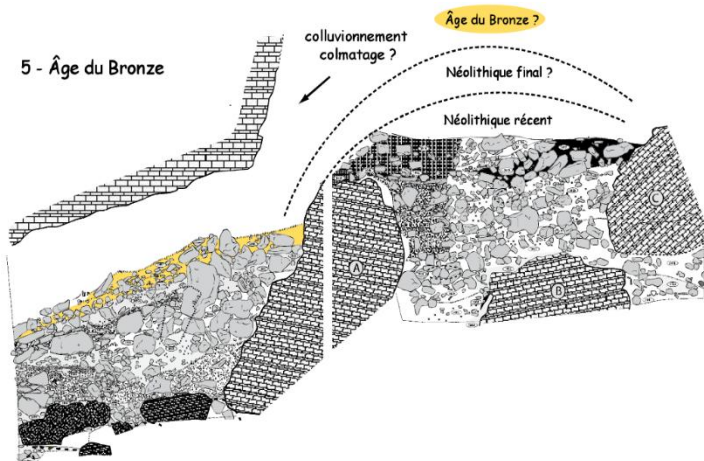 Âge du Bronze ?
colluvionnement
colmatage ?
5 - Âge du Bronze
Néolithique final ?
Néolithique récent
A
B
C